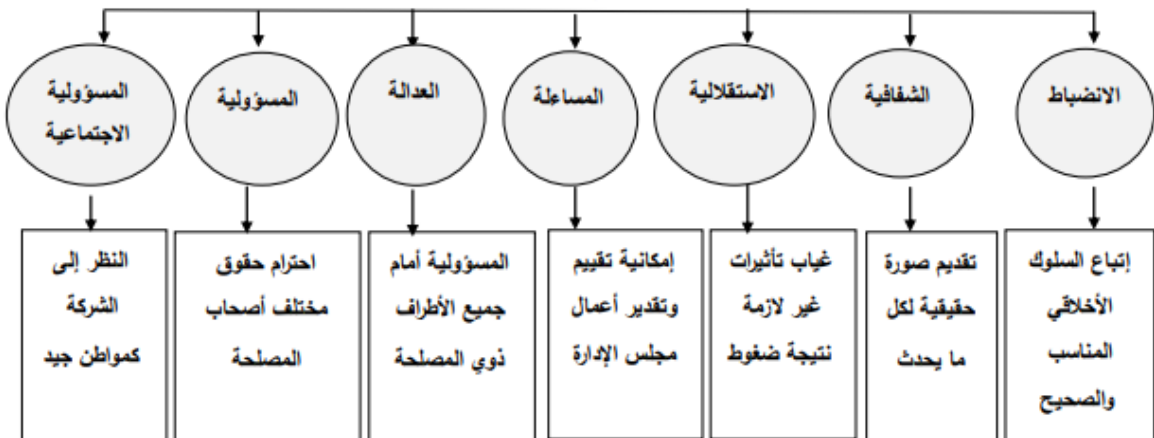 الانضباط
الشفافية
الاستقلالية
المساءلة
العدالة
المسؤولية
المسؤولية
الاجتماعية
إتباع السلوك
الأخلاقي
المناسب
والصحيح
تقديم صورة
حقيقية لكل
ما يحدث
غياب تأثيرات
غير لازمة
نتيجة ضغوط
إمكانية تقييم
وتقدير أعمال
مجلس الإدارة
المسؤولية أمام
جميع الأطراف
ذوي المصلحة
احترام حقوق
مختلف أصحاب
المصلحة
النظر إلى
الشركة
كمواطن جيد